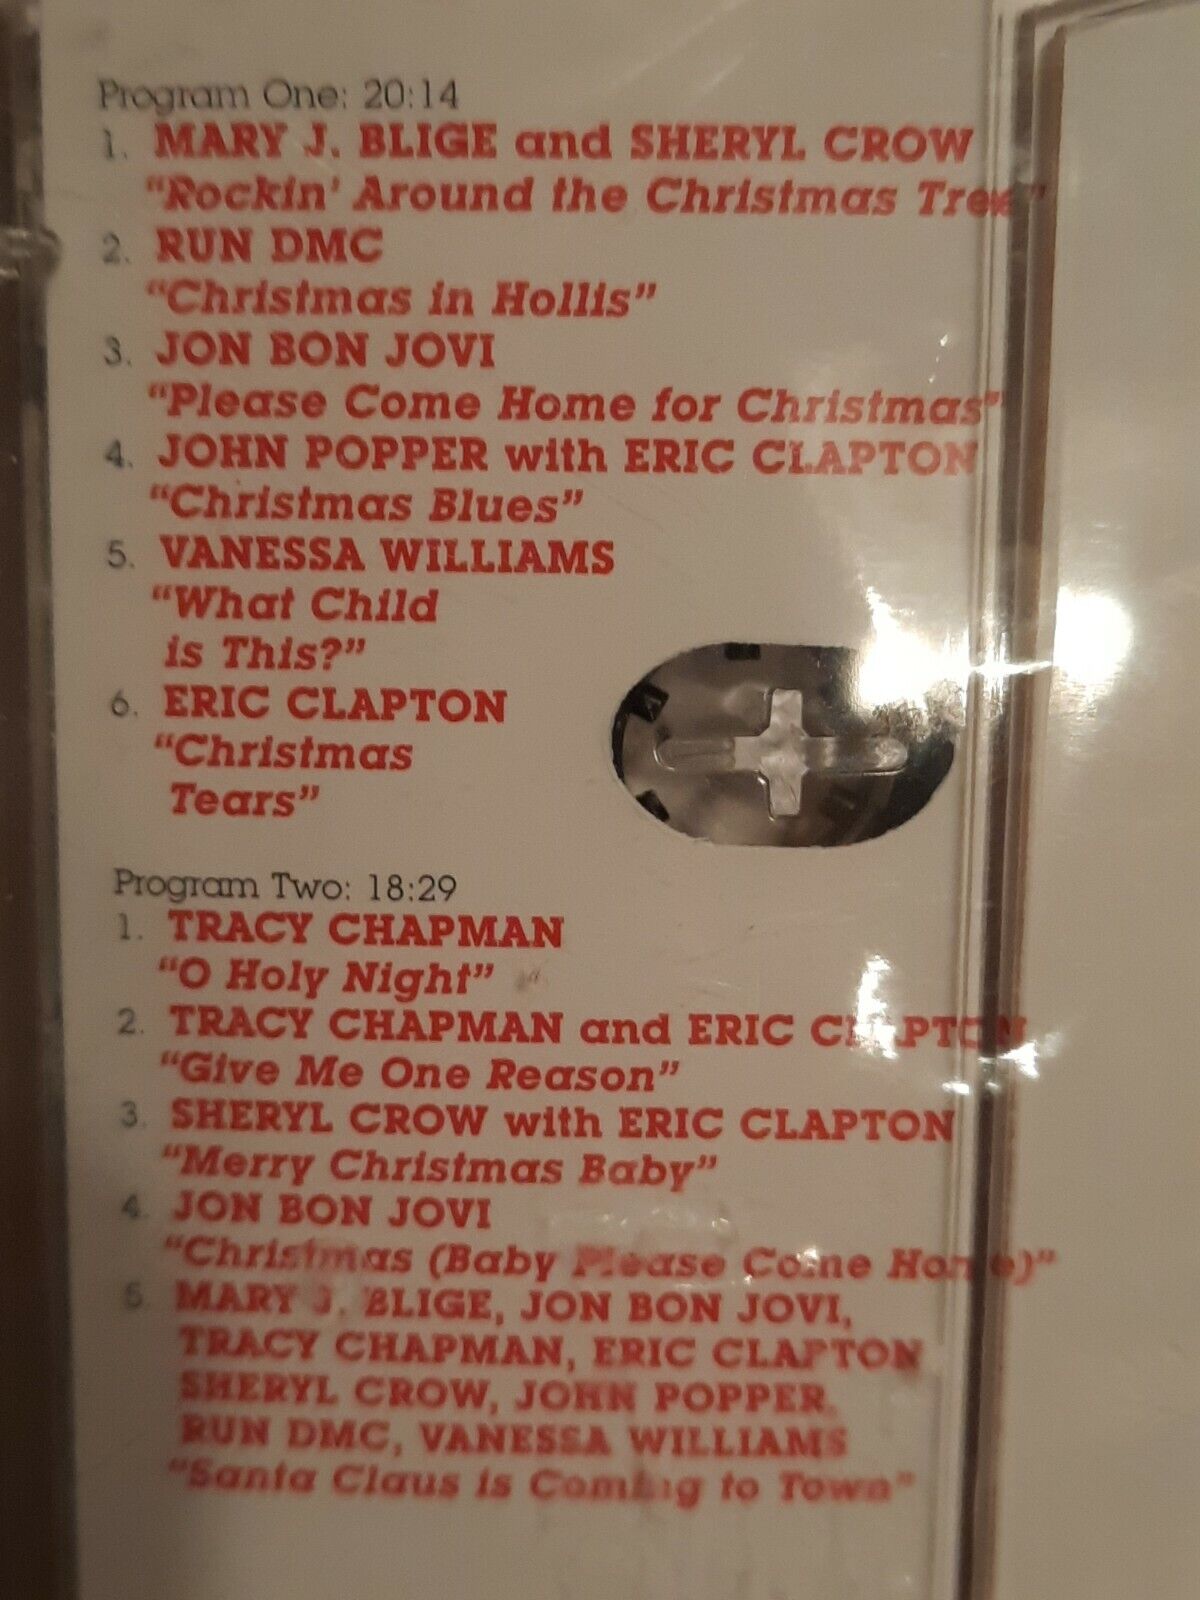 Program One: 20:14
1. MARY J. BLIGE and SHERYL CROW
"Rockin' Around the Christmas Tree"
2. RUN DMC
"Christmas in Hollis"
3. JON BON JOVI
"Please Come Home for Christmas"
4. JOHN POPPER with ERIC CLAPTON
"Christmas Blues"
5. VANESSA WILLIAMS
"What Child
is This?"
6. ERIC CLAPTON
"Christmas
Tears"
Program Two: 18:29
1. TRACY CHAPMAN
"O Holy Night"
2. TRACY CHAPMAN and ERIC CLAPTON
"Give Me One Reason"
3. SHERYL CROW with ERIC CLAPTON
"Merry Christmas Baby"
4. JON BON JOVI
"Christmas (Baby Please Come Home)"
5. MARY J. BLIGE, JON BON JOVI,
TRACY CHAPMAN, ERIC CLAPTON
SHERYL CROW, JOHN POPPER,
RUN DMC, VANESSA WILLIAMS
"Santa Claus is Coming to Town"